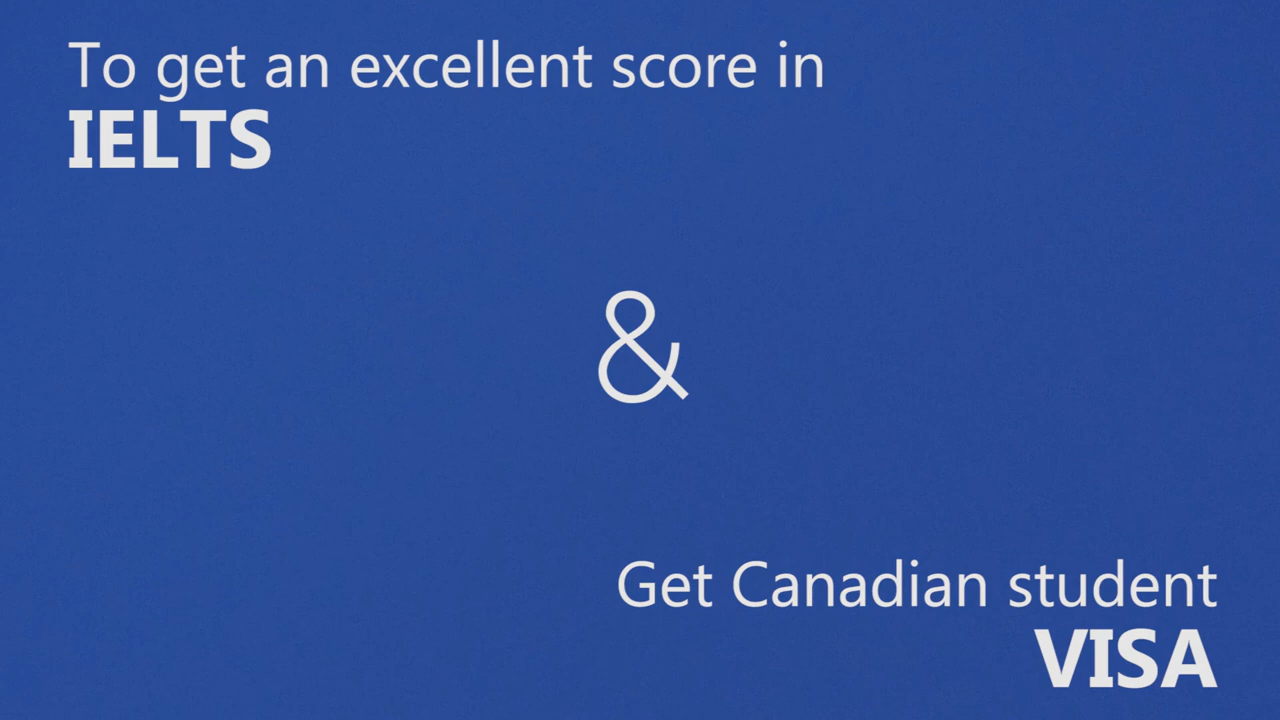 To get an excellent score in
IELTS
&
Get Canadian student
VISA